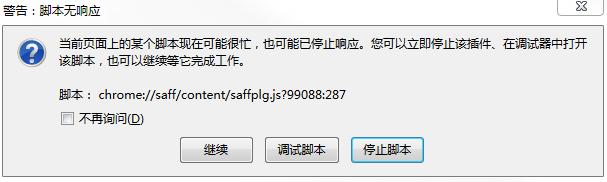 警告：脚本无响应
当前页面上的某个脚本现在可能很忙，也可能已停止响应。您可以立即停止该插件、在调试器中打开
该脚本，也可以继续等它完成工作。
脚本： chrome://saff/content/saffplg.js?99088:287
不再询问(D)
继续 调试脚本 停止脚本